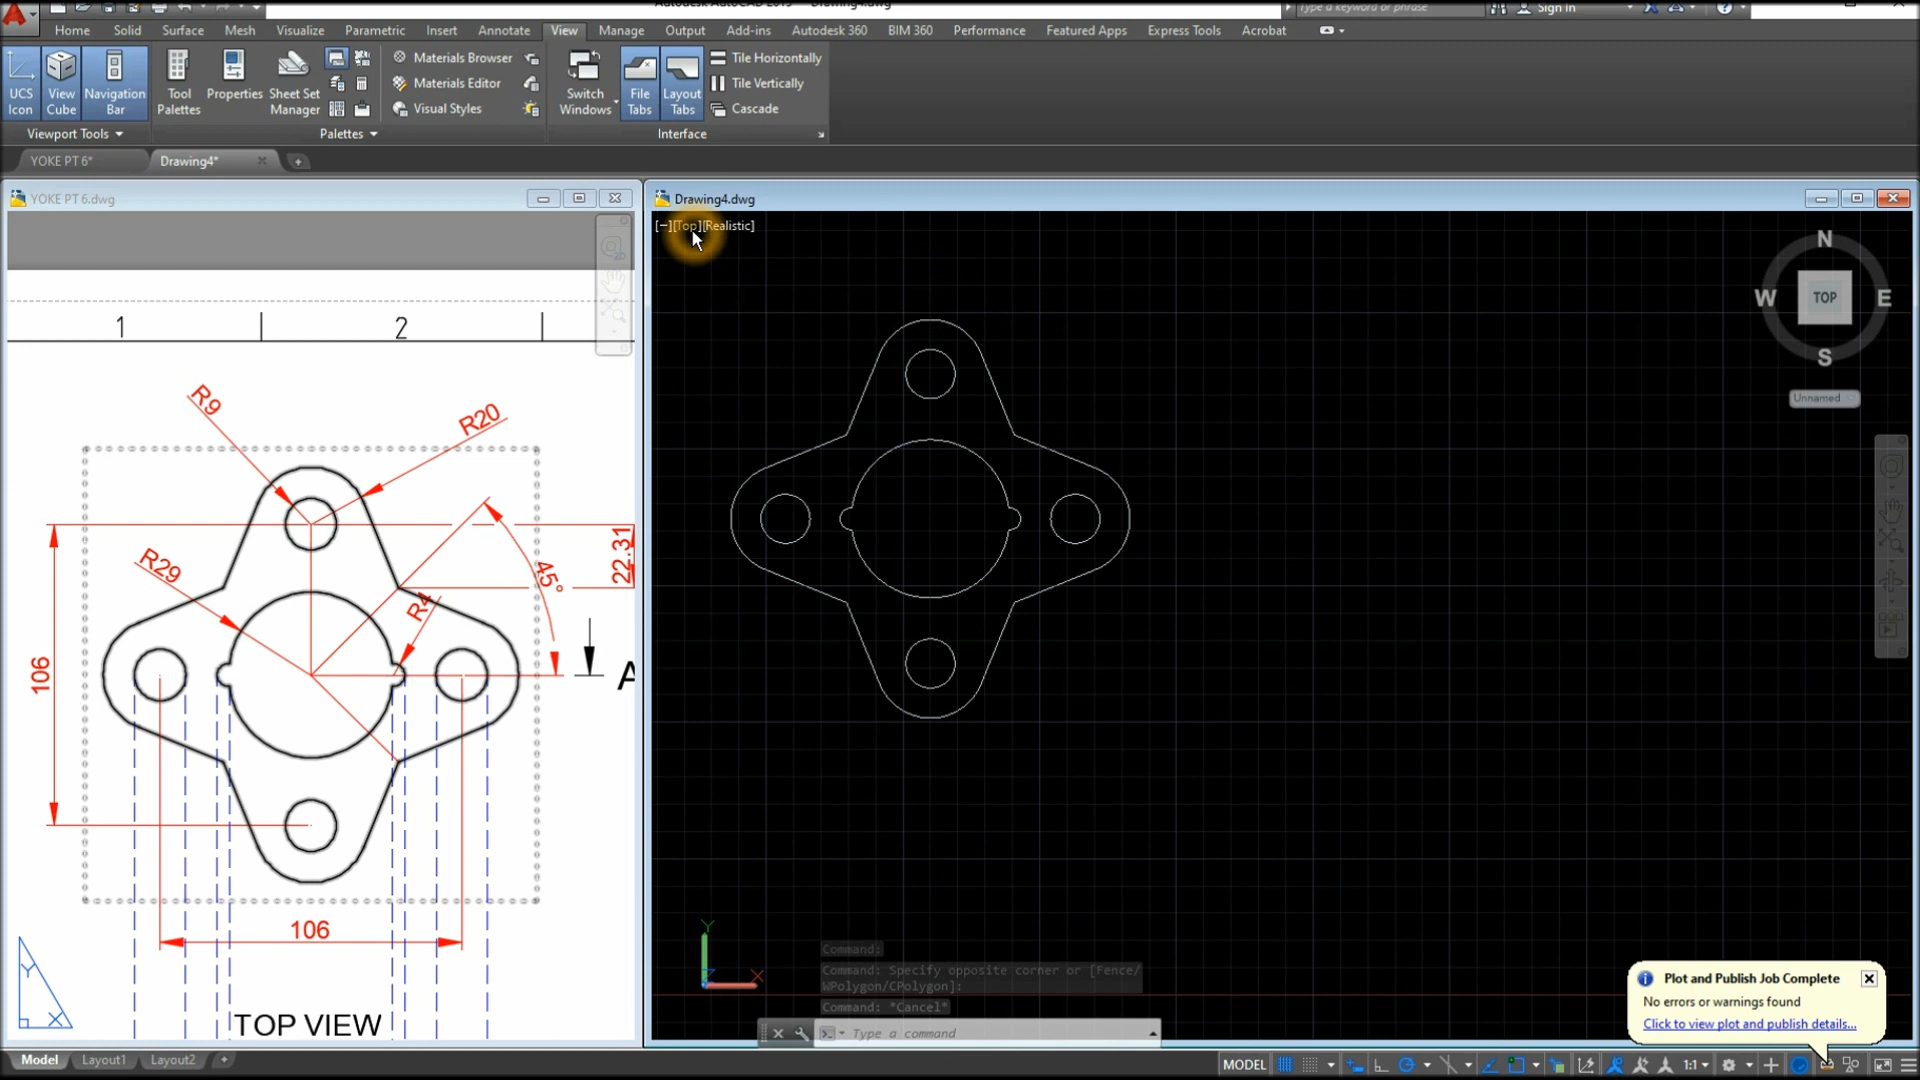 Type a keyword or phrase
Sign In
Home Solid Surface Mesh Visualize Parametric Insert Annotate View Manage Output Add-ins Autodesk 360 BIM 360 Performance Featured Apps Express Tools Acrobat
UCS Icon
View Cube
Navigation Bar
Tool Palettes
Properties
Sheet Set Manager
Materials Browser
Materials Editor
Visual Styles
Switch Windows
File Tabs
Layout Tabs
Tile Horizontally
Tile Vertically
Cascade
Viewport Tools
Palettes
Interface
YOKE PT 6*
Drawing4*
YOKE PT 6.dwg
2D
1
2
R9
R20
R29
R4
45°
22.31
106
A
106
Y
X
TOP VIEW
Drawing4.dwg
[−][Top][Realistic]
N
W
TOP
E
S
Unnamed
Y
X
Z
Command:
Command: Specify opposite corner or [Fence/
WPolygon/CPolygon]:
Command: *Cancel*
Type a command
Plot and Publish Job Complete
No errors or warnings found
Click to view plot and publish details...
Model Layout1 Layout2
MODEL
1:1